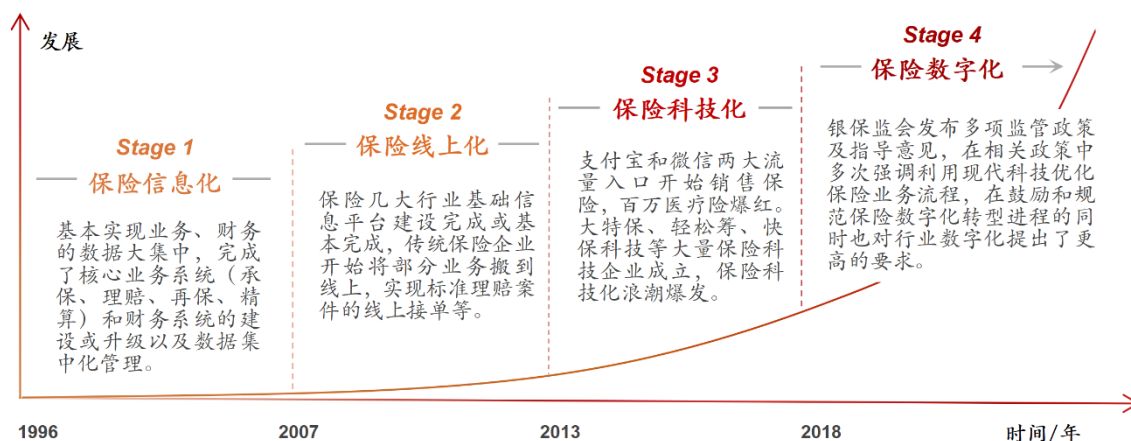 发展
Stage 1
保险信息化
基本实现业务、财务
的数据大集中，完成
了核心业务系统（承
保、理赔、再保、精
算）和财务系统的建
设或升级以及数据集
中化管理。
Stage 2
保险线上化
保险几大行业基础信
息平台建设完成或基
本完成，传统保险企业
开始将部分业务搬到
线上，实现标准理赔案
件的线上接单等。
Stage 3
保险科技化
支付宝和微信两大流
量入口开始销售保
险，百万医疗险爆红。
大特保、轻松筹、快
保科技等大量保险科
技企业成立，保险科
技化浪潮爆发。
Stage 4
保险数字化
银保监会发布多项监管政策
及指导意见，在相关政策中
多次强调利用现代科技优化
保险业务流程，在鼓励和规
范保险数字化转型进程的同
时也对行业数字化提出了更
高的要求。
1996
2007
2013
2018
时间/年